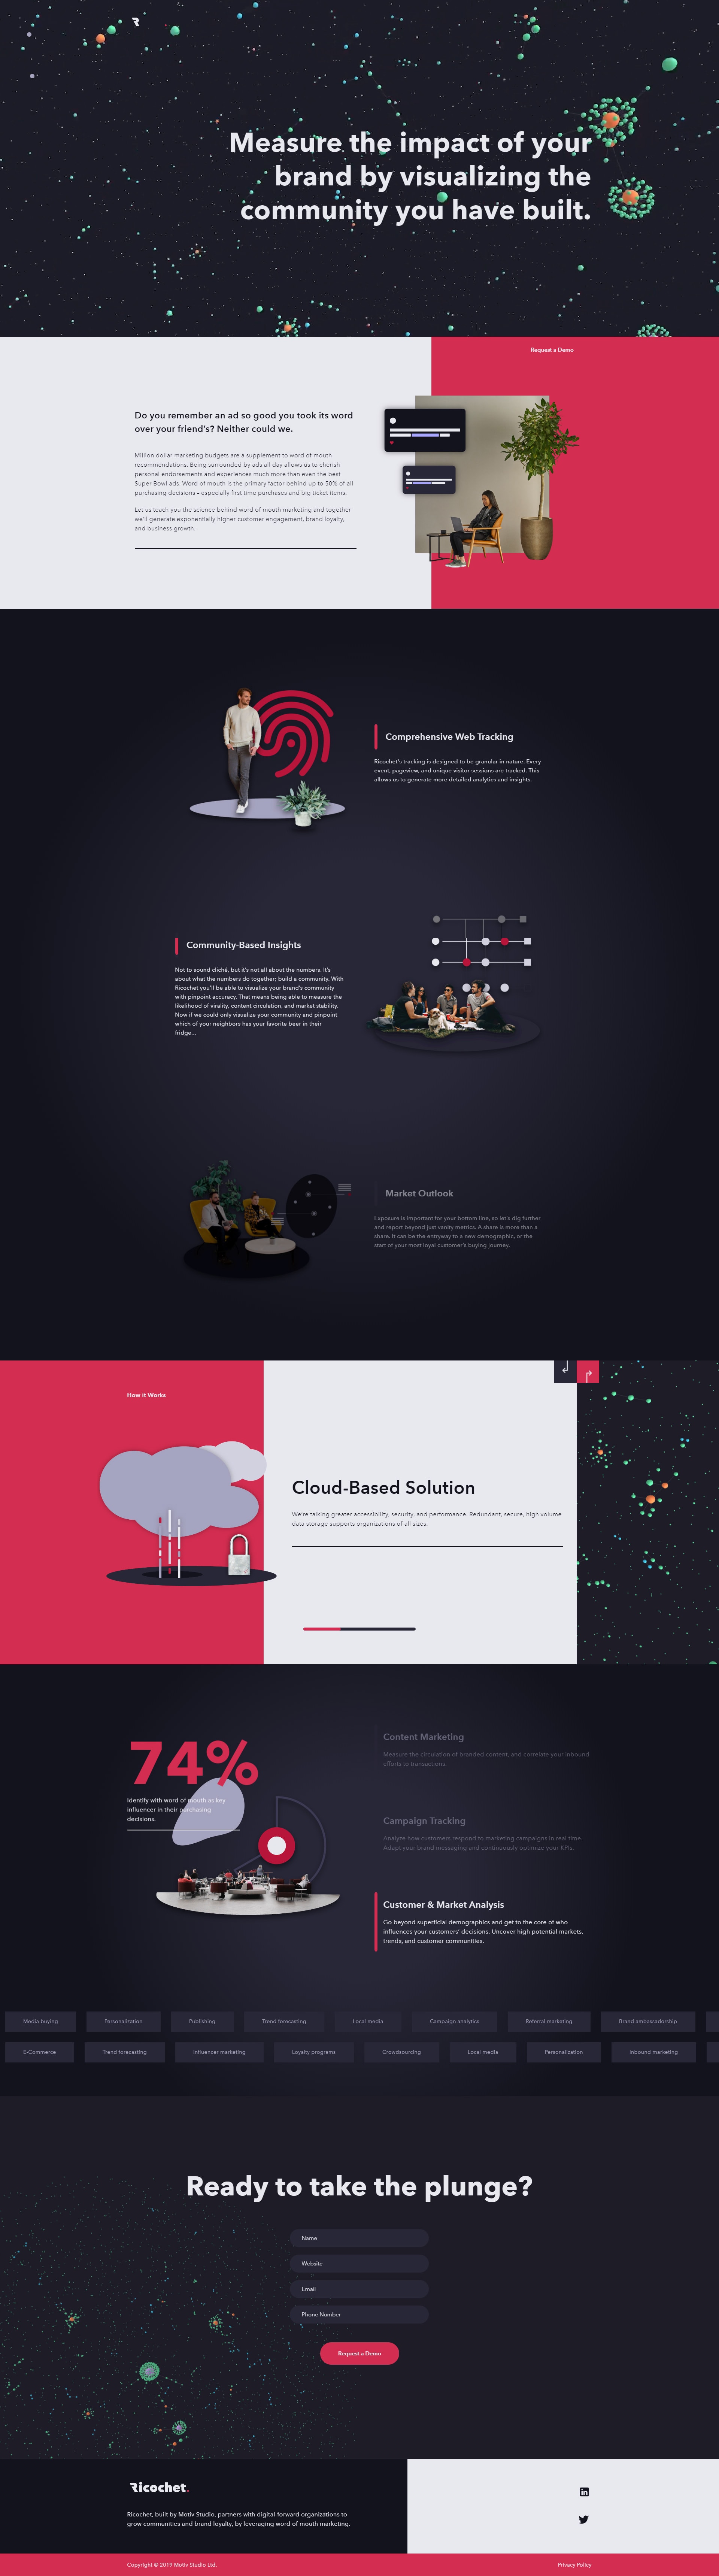 Measure the impact of your
brand by visualizing the
community you have built.
Request a Demo
Do you remember an ad so good you took its word
over your friend's? Neither could we.
Million dollar marketing budgets are a supplement to word of mouth
recommendations. Being surrounded by ads all day allows us to cherish
personal endorsements and experiences much more than even the best
Super Bowl ads. Word of mouth is the primary factor behind up to 50% of all
purchasing decisions – especially first time purchases and big ticket items.
Let us teach you the science behind word of mouth marketing and together
we'll generate exponentially higher customer engagement, brand loyalty,
and business growth.
Comprehensive Web Tracking
Ricochet's tracking is designed to be granular in nature. Every
event, pageview, and unique visitor sessions are tracked. This
allows us to generate more detailed analytics and insights.
Community-Based Insights
Not to sound cliché, but it's not all about the numbers. It's
about what the numbers do together; build a community. With
Ricochet you'll be able to visualize your brand's community
with pinpoint accuracy. That means being able to measure the
likelihood of virality, content circulation, and market stability.
Now if we could only visualize your community and pinpoint
which of your neighbors has your favorite beer in their
fridge...
Market Outlook
Exposure is important for your bottom line, so let's dig further
and report beyond just vanity metrics. A share is more than a
share. It can be the entryway to a new demographic, or the
start of your most loyal customer's buying journey.
How it Works
Cloud-Based Solution
We're talking greater accessibility, security, and performance. Redundant, secure, high volume
data storage supports organizations of all sizes.
74%
Identify with word of mouth as key
influencer in their purchasing
decisions.
Content Marketing
Measure the circulation of branded content, and correlate your inbound
efforts to transactions.
Campaign Tracking
Analyze how customers respond to marketing campaigns in real time.
Adapt your brand messaging and continuously optimize your KPIs.
Customer & Market Analysis
Go beyond superficial demographics and get to the core of who
influences your customers' decisions. Uncover high potential markets,
trends, and customer communities.
Media buying Personalization Publishing Trend forecasting Local media Campaign analytics Referral marketing Brand ambassadorship
E-Commerce Trend forecasting Influencer marketing Loyalty programs Crowdsourcing Local media Personalization Inbound marketing
Ready to take the plunge?
Name
Website
Email
Phone Number
Request a Demo
Ricochet.
Ricochet, built by Motiv Studio, partners with digital-forward organizations to
grow communities and brand loyalty, by leveraging word of mouth marketing.
Copyright © 2019 Motiv Studio Ltd.
Privacy Policy